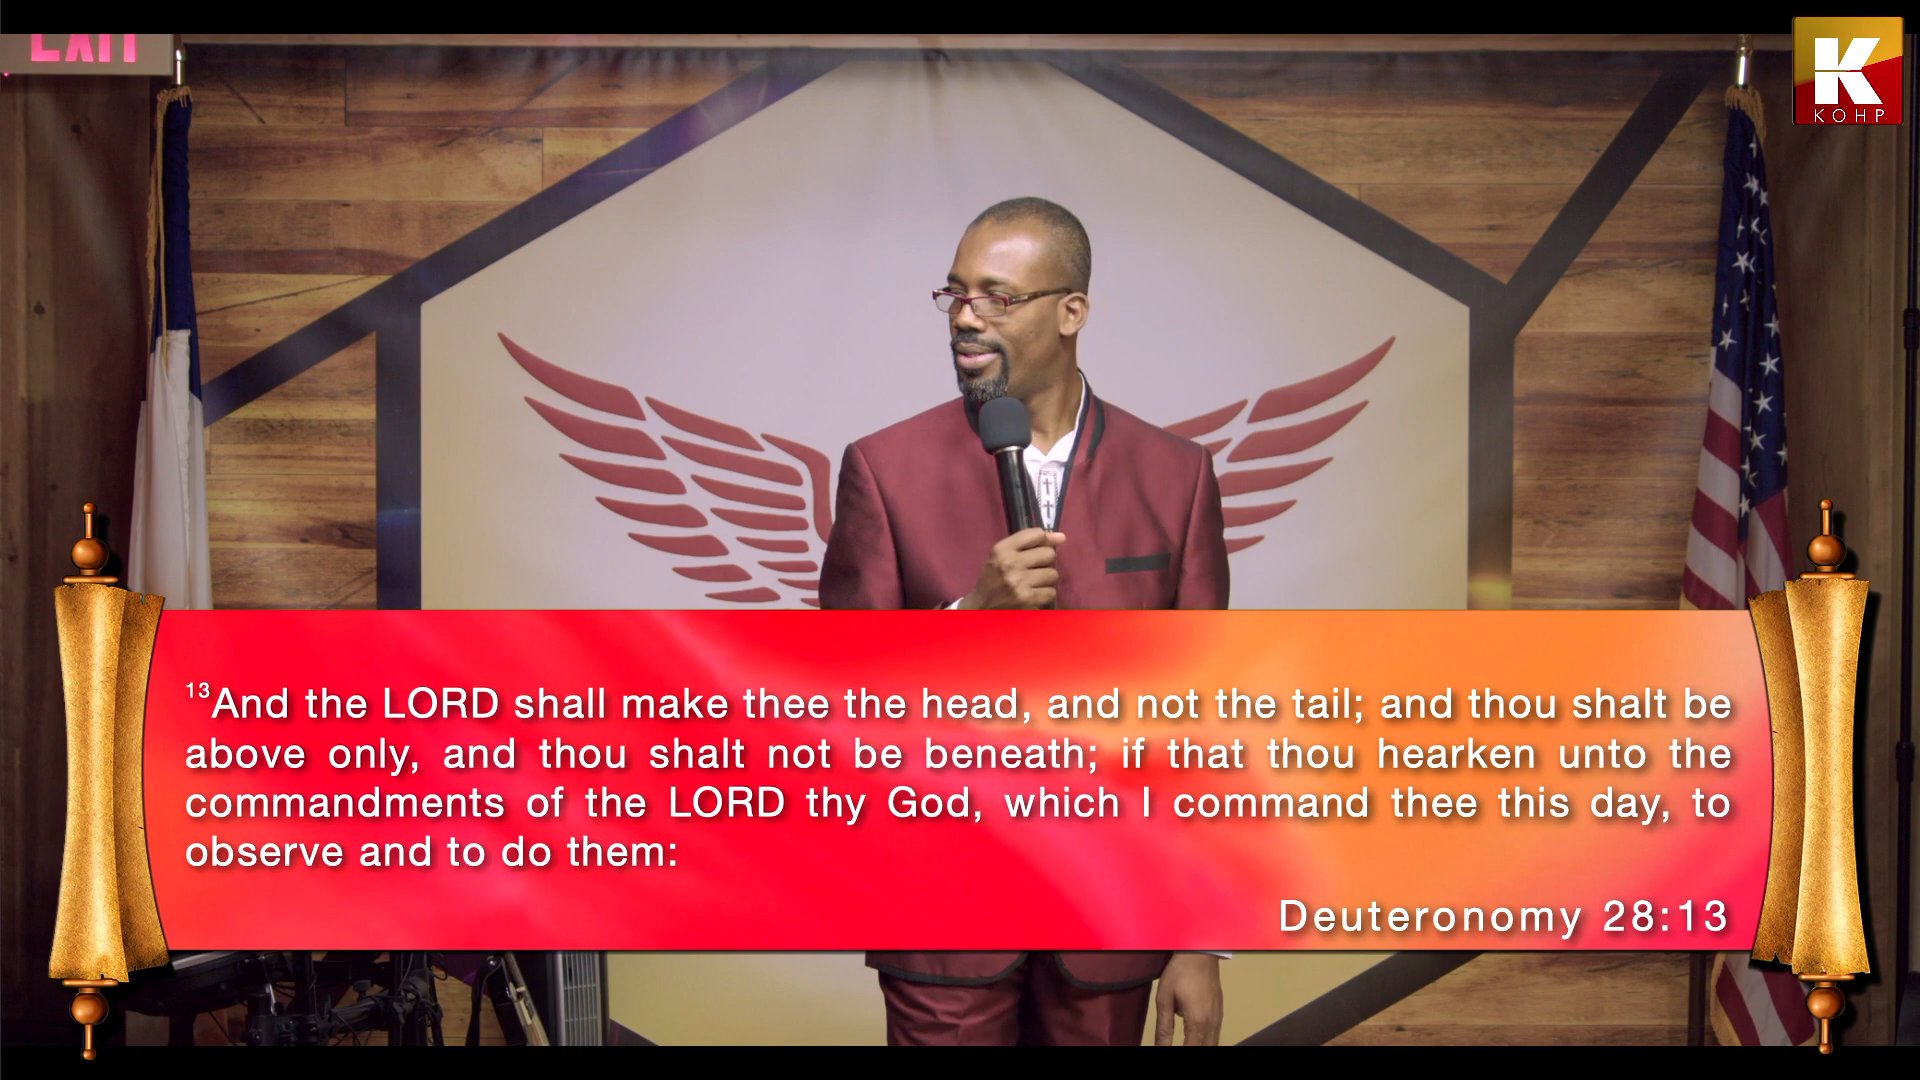 EXIT
K
KOHP
13And the LORD shall make thee the head, and not the tail; and thou shalt be
above only, and thou shalt not be beneath; if that thou hearken unto the
commandments of the LORD thy God, which I command thee this day, to
observe and to do them:
Deuteronomy 28:13